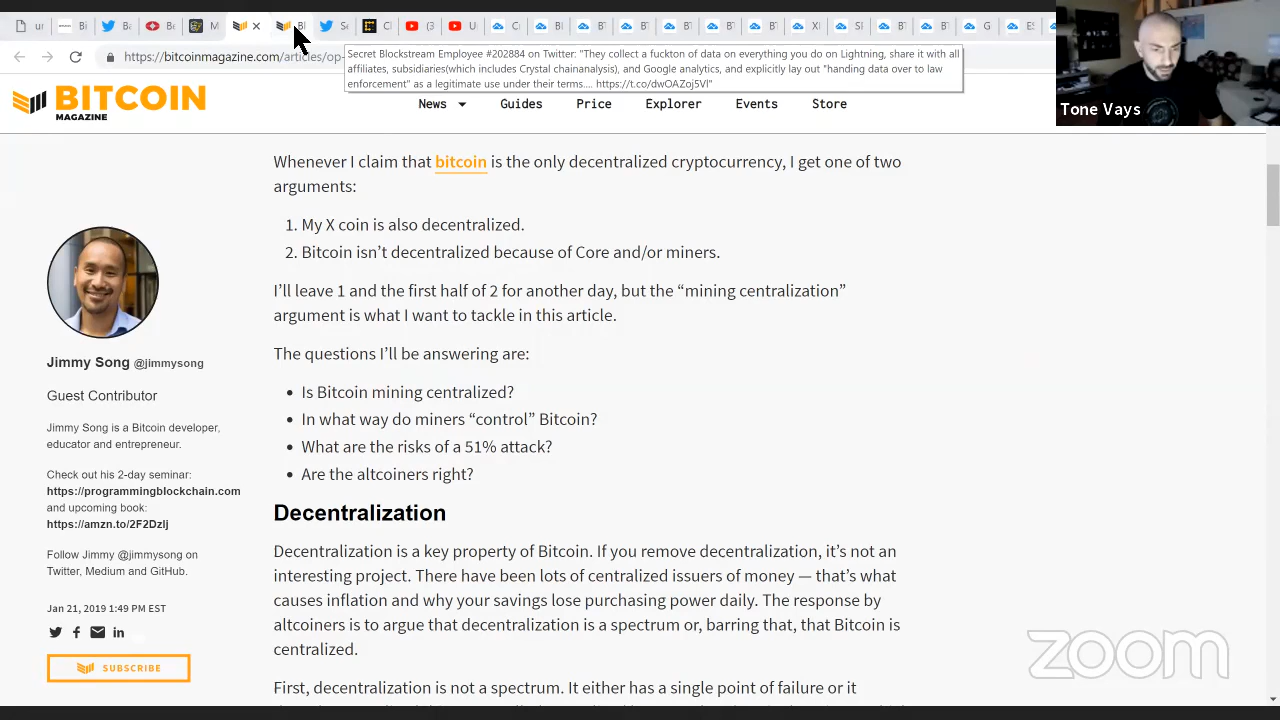 https://bitcoinmagazine.com/articles/op-
Secret Blockstream Employee #202884 on Twitter: "They collect a fuckton of data on everything you do on Lightning, share it with all
affiliates, subsidiaries(which includes Crystal chainanalysis), and Google analytics, and explicitly lay out "handing data over to law
enforcement" as a legitimate use under their terms.... https://t.co/dwOAZoj5Vl"
BITCOIN
MAGAZINE
News
Guides
Price
Explorer
Events
Store
Tone Vays
Whenever I claim that bitcoin is the only decentralized cryptocurrency, I get one of two
arguments:
1. My X coin is also decentralized.
2. Bitcoin isn’t decentralized because of Core and/or miners.
I’ll leave 1 and the first half of 2 for another day, but the “mining centralization”
argument is what I want to tackle in this article.
The questions I’ll be answering are:
• Is Bitcoin mining centralized?
• In what way do miners “control” Bitcoin?
• What are the risks of a 51% attack?
• Are the altcoiners right?
Decentralization
Decentralization is a key property of Bitcoin. If you remove decentralization, it’s not an
interesting project. There have been lots of centralized issuers of money — that’s what
causes inflation and why your savings lose purchasing power daily. The response by
altcoiners is to argue that decentralization is a spectrum or, barring that, that Bitcoin is
centralized.
First, decentralization is not a spectrum. It either has a single point of failure or it
Jimmy Song @jimmysong
Guest Contributor
Jimmy Song is a Bitcoin developer,
educator and entrepreneur.
Check out his 2-day seminar:
https://programmingblockchain.com
and upcoming book:
https://amzn.to/2F2DzIj
Follow Jimmy @jimmysong on
Twitter, Medium and GitHub.
Jan 21, 2019 1:49 PM EST
SUBSCRIBE
zoom